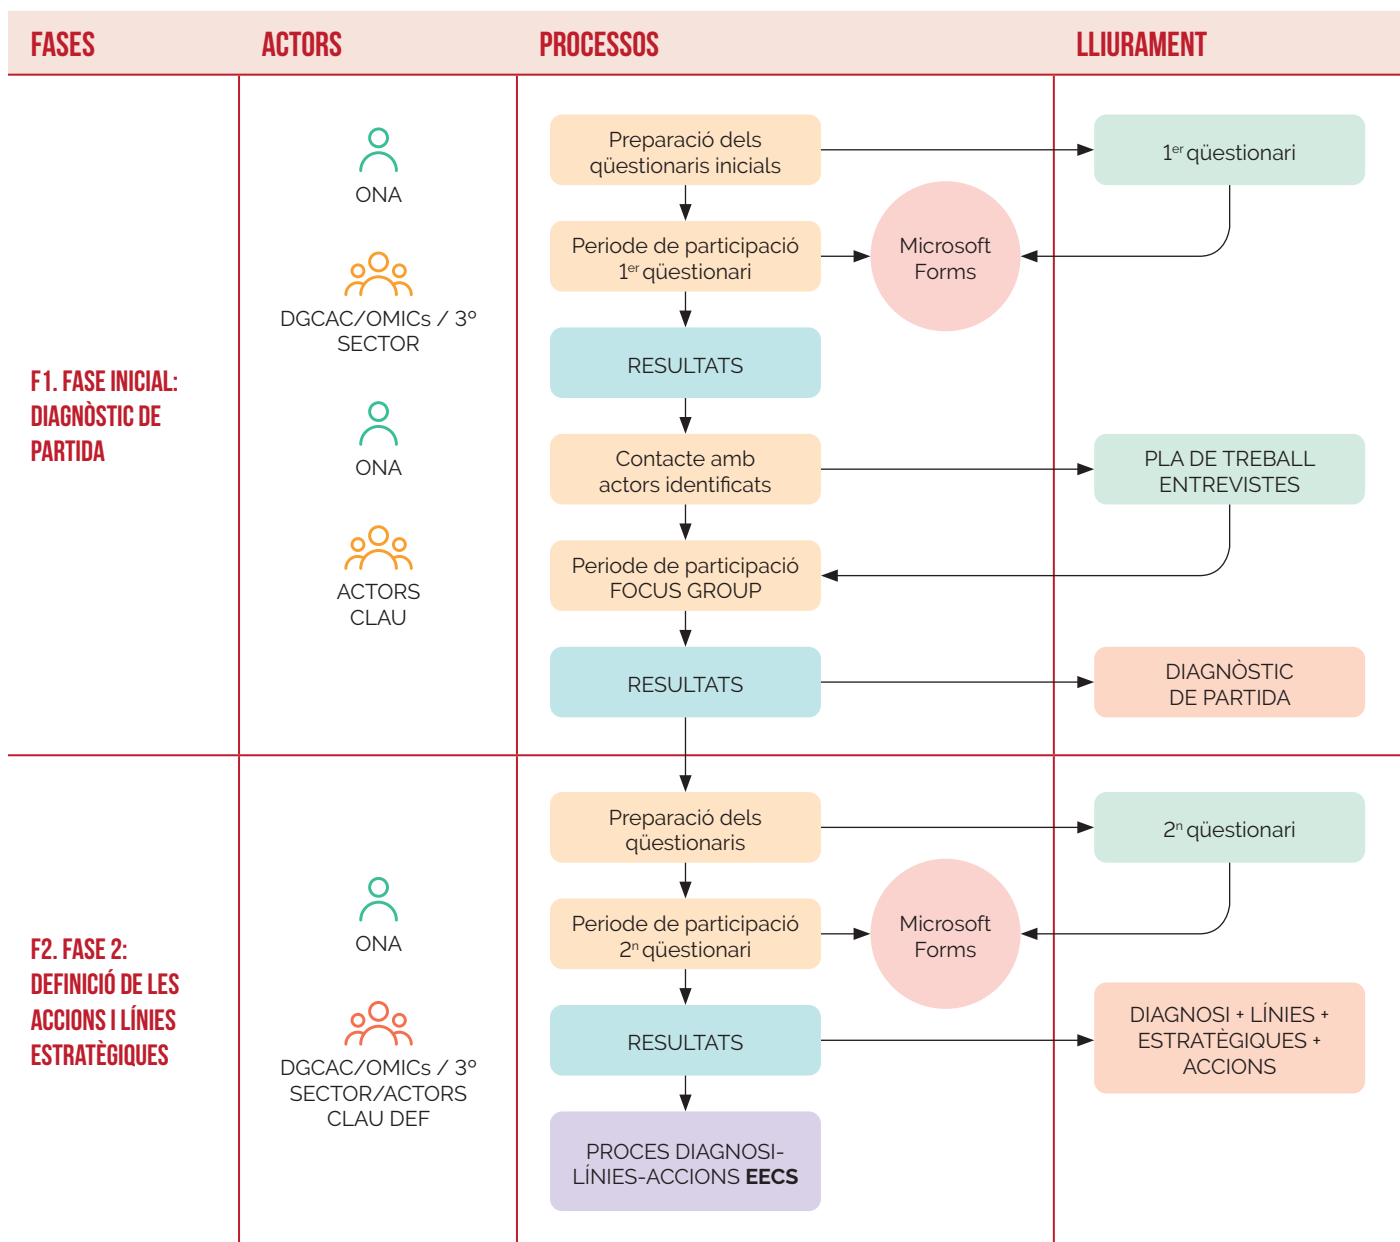 FASES
ACTORS
PROCESSOS
LLIURAMENT
F1. FASE INICIAL:
DIAGNÒSTIC DE
PARTIDA
ONA
DGCAC/OMICs / 3º
SECTOR
ONA
ACTORS
CLAU
Preparació dels
qüestionaris inicials
1er qüestionari
Periode de participació
1er qüestionari
Microsoft
Forms
RESULTATS
Contacte amb
actors identificats
PLA DE TREBALL
ENTREVISTES
Periode de participació
FOCUS GROUP
RESULTATS
DIAGNÒSTIC
DE PARTIDA
F2. FASE 2:
DEFINICIÓ DE LES
ACCIONS I LÍNIES
ESTRATÈGIQUES
ONA
DGCAC/OMICs / 3º
SECTOR/ACTORS
CLAU DEF
Preparació dels
qüestionaris
2n qüestionari
Periode de participació
2n qüestionari
Microsoft
Forms
RESULTATS
DIAGNOSI + LÍNIES +
ESTRATÈGIQUES +
ACCIONS
PROCES DIAGNOSI-
LÍNIES-ACCIONS EECS